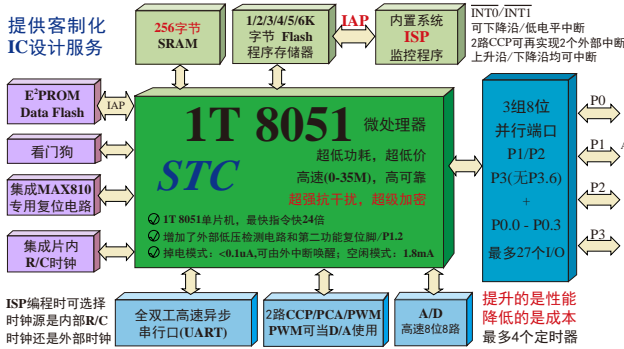 提供客制化
IC设计服务
256字节
SRAM
1/2/3/4/5/6K
字节 Flash
程序存储器
IAP
内置系统
ISP
监控程序
INT0/INT1
可下降沿/低电平中断
2路CCP可再实现2个外部中断
上升沿/下降沿均可中断
E²PROM
Data Flash
IAP
看门狗
集成MAX810
专用复位电路
集成片内
R/C时钟
1T 8051 微处理器
STC
超低功耗，超低价
高速(0-35M)，高可靠
超强抗干扰，超级加密
1T 8051单片机，最快指令快24倍
增加了外部低压检测电路和第二功能复位脚/P1.2
掉电模式：<0.1uA,可由外中断唤醒；空闲模式：1.8mA
3组8位
并行端口
P1/P2
P3(无P3.6)
+
P0.0 - P0.3
最多27个I/O
P0
P1
A
P2
P3
ISP编程时可选择
时钟源是内部R/C
时钟还是外部时钟
全双工高速异步
串行口(UART)
2路CCP/PCA/PWM
PWM可当D/A使用
A/D
高速8位8路
提升的是性能
降低的是成本
最多4个定时器